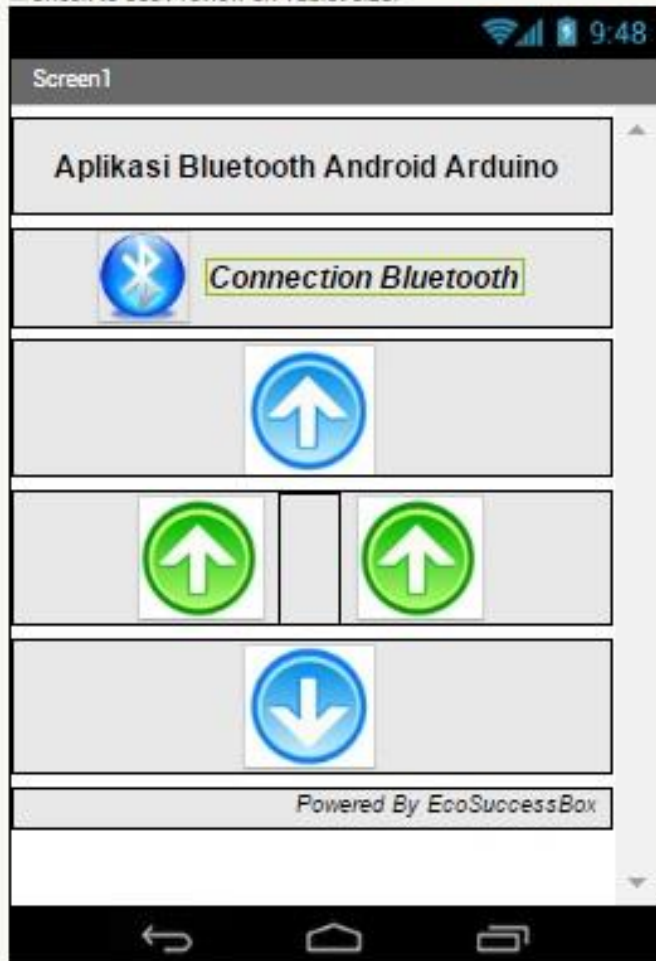 9:48
Screen1
Aplikasi Bluetooth Android Arduino
Connection Bluetooth
Powered By EcoSuccessBox